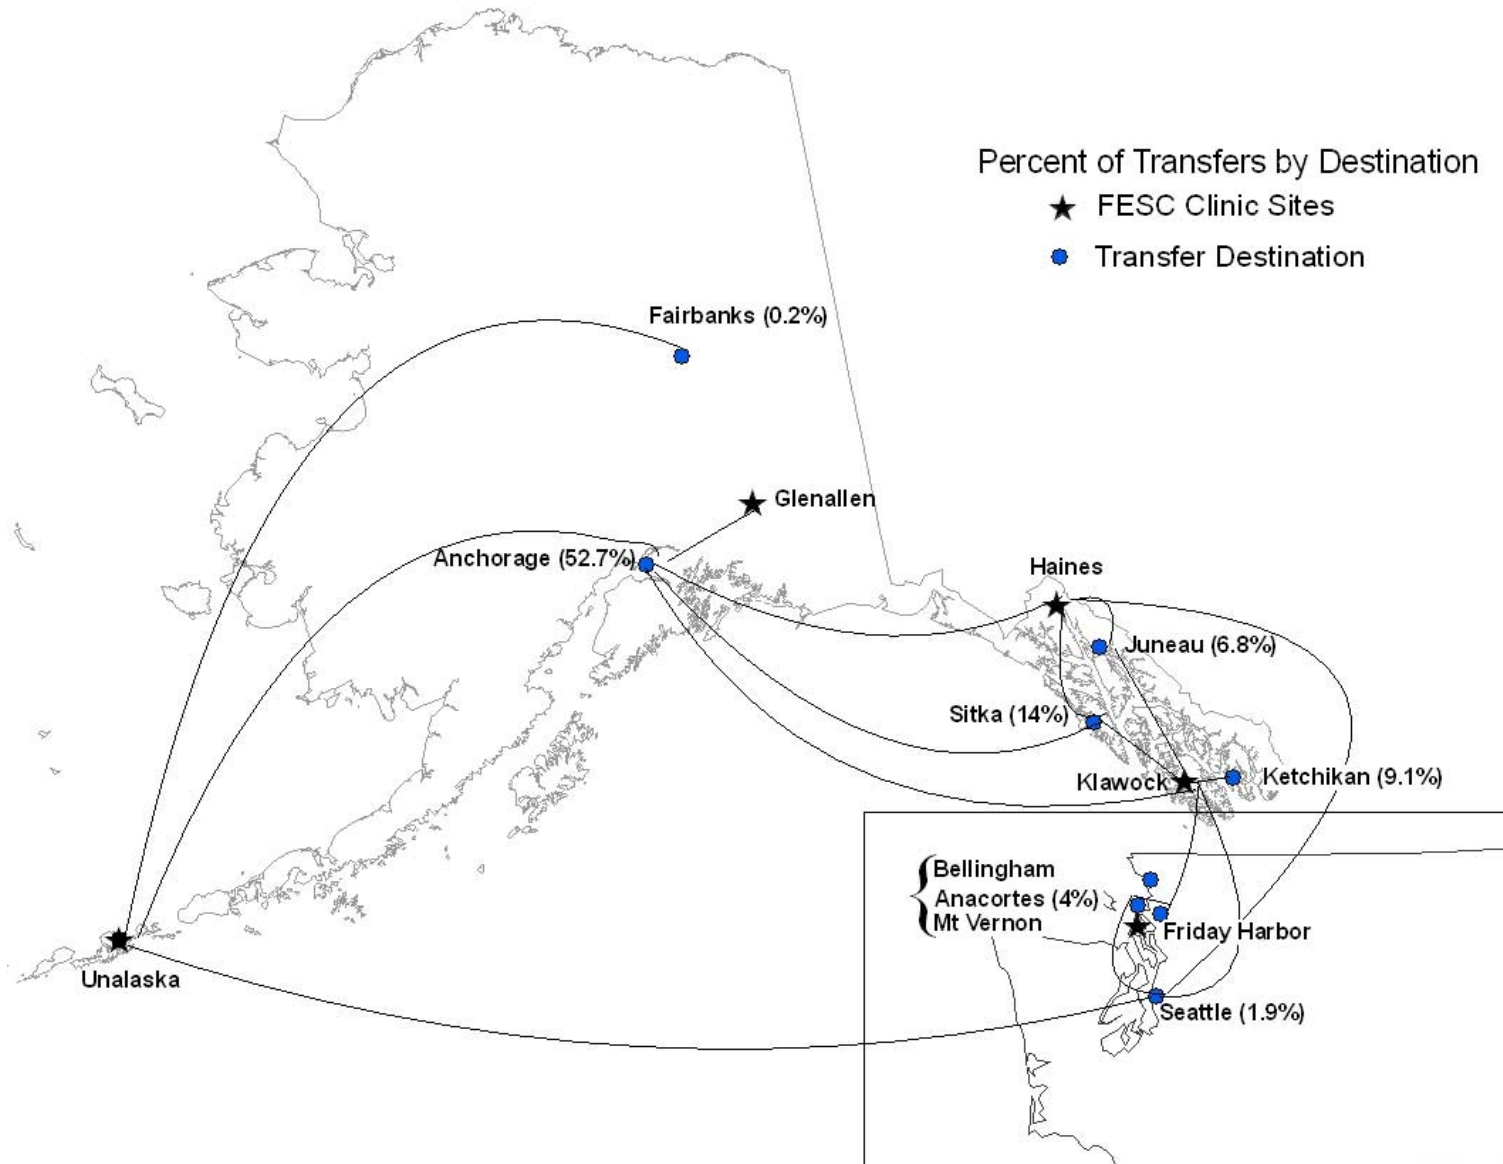 Percent of Transfers by Destination
FESC Clinic Sites
Transfer Destination
Fairbanks (0.2%)
Glenallen
Anchorage (52.7%)
Haines
Juneau (6.8%)
Sitka (14%)
Klawock
Ketchikan (9.1%)
Bellingham
Anacortes (4%)
Mt Vernon
Friday Harbor
Unalaska
Seattle (1.9%)